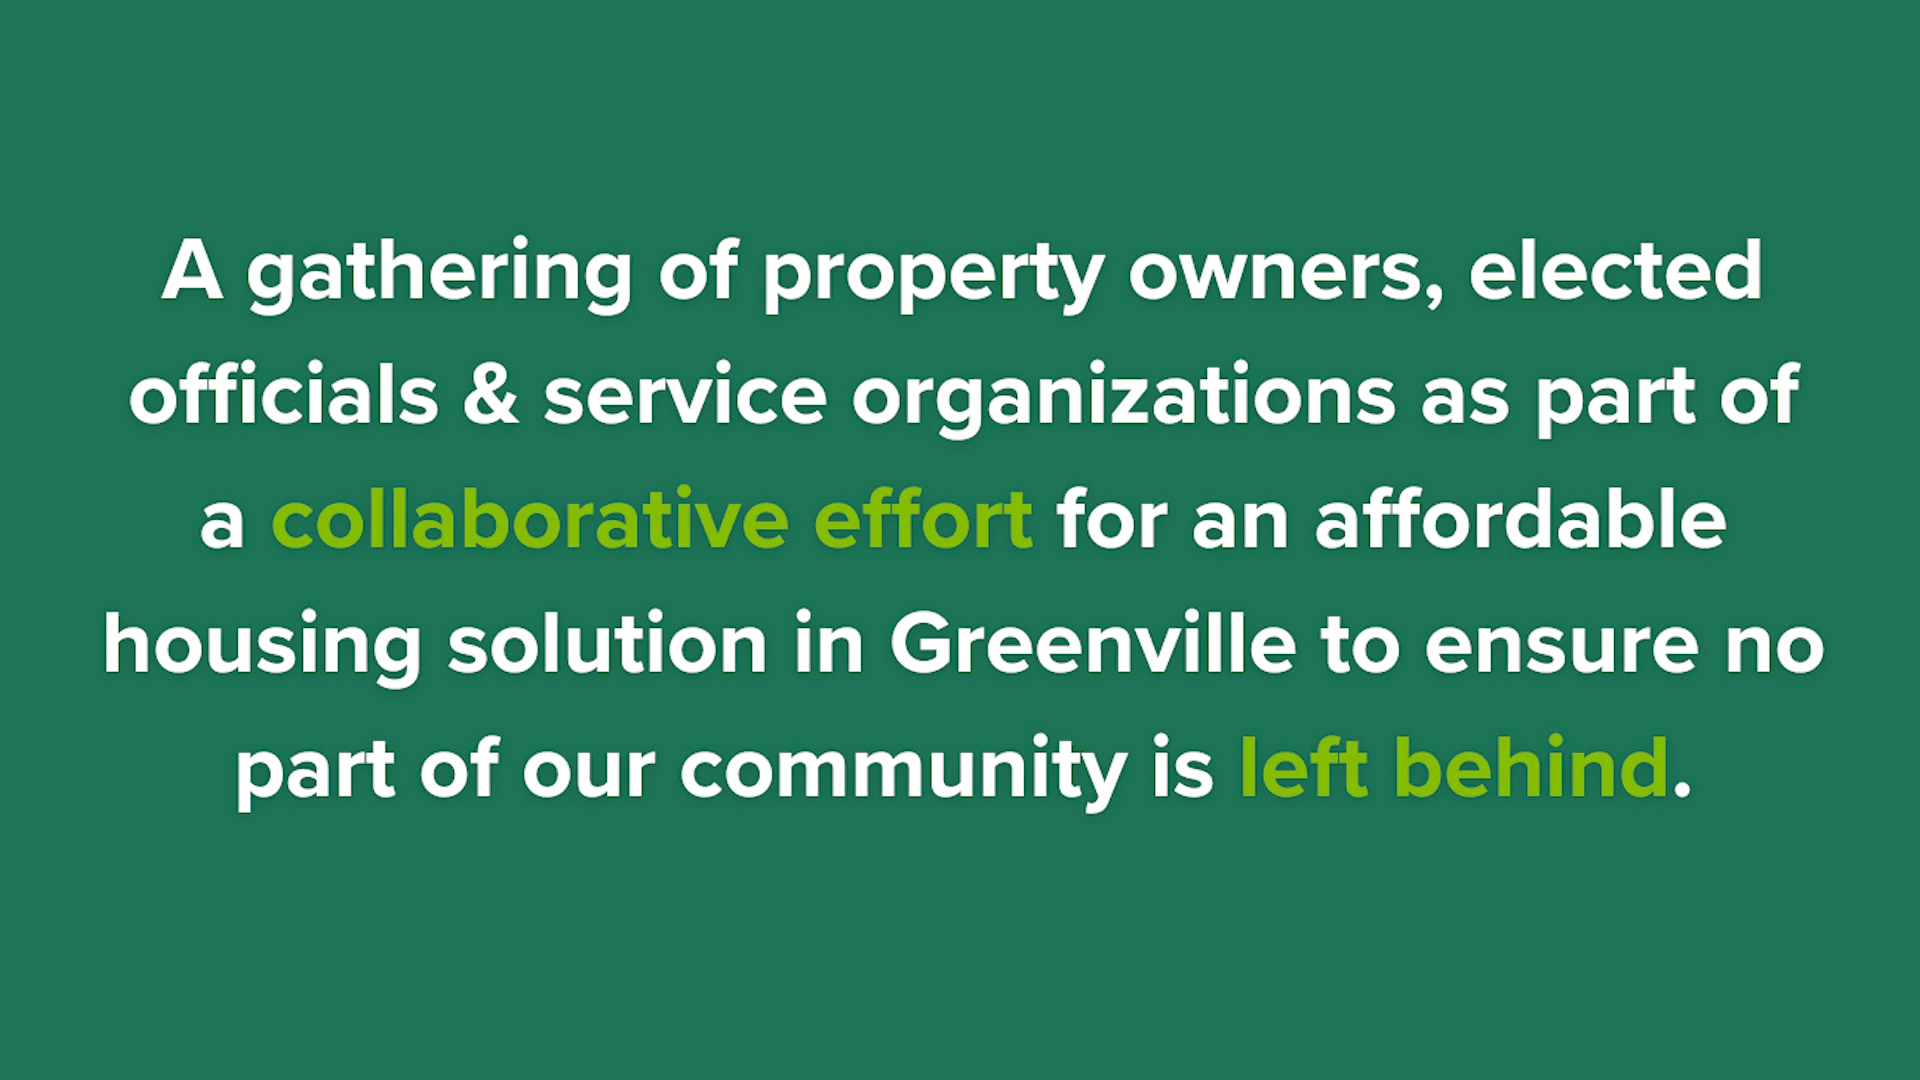 A gathering of property owners, elected
officials & service organizations as part of
a collaborative effort for an affordable
housing solution in Greenville to ensure no
part of our community is left behind.